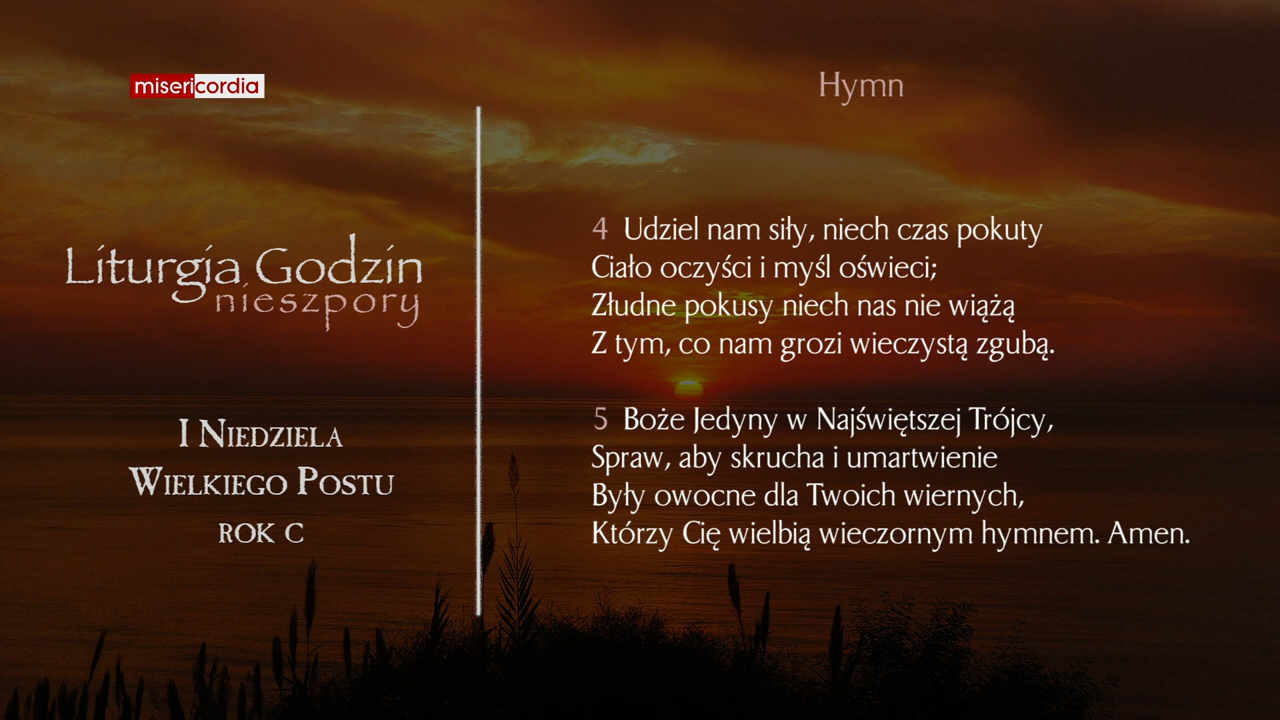 misericordia
Liturgia Godzin
nieszpory
I Niedziela
Wielkiego Postu
rok C
Hymn
4 Udziel nam siły, niech czas pokuty
Ciało oczyści i myśl oświeci;
Złudne pokusy niech nas nie wiążą
Z tym, co nam grozi wieczystą zgubą.
5 Boże Jedyny w Najświętszej Trójcy,
Spraw, aby skrucha i umartwienie
Były owocne dla Twoich wiernych,
Którzy Cię wielbią wieczornym hymnem. Amen.